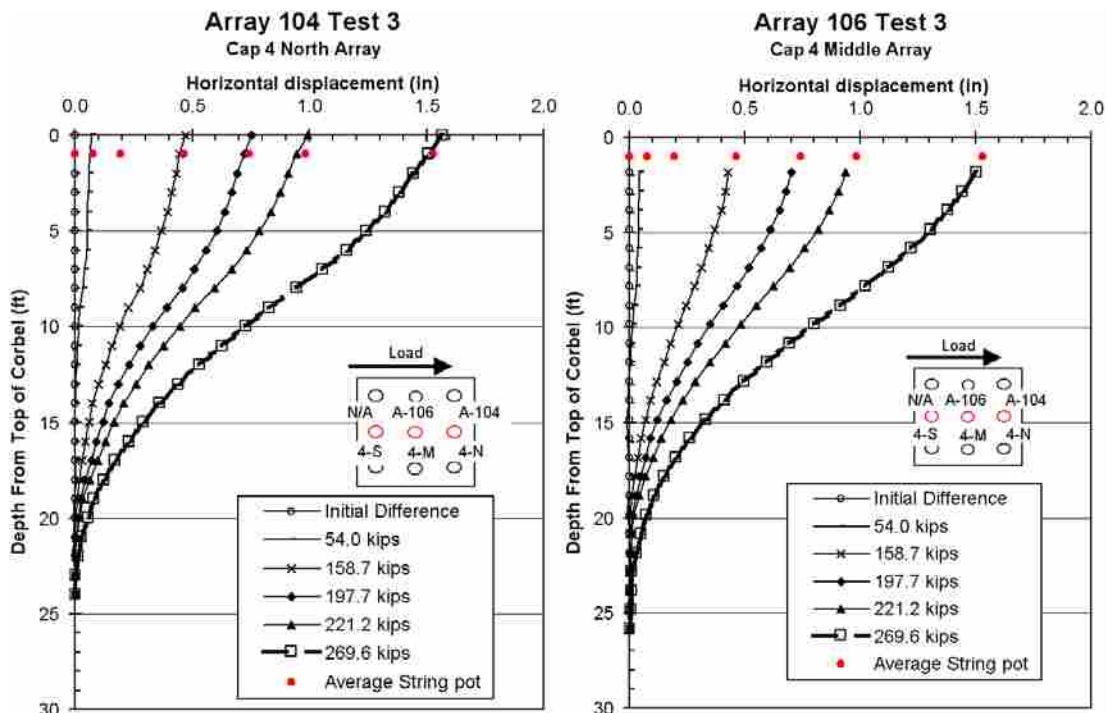 Array 104 Test 3
Cap 4 North Array
Horizontal displacement (in)
0.0 0.5 1.0 1.5 2.0
0
5
10
15
20
25
30
Depth From Top of Corbel (ft)
Load
N/A A-106 A-104
4-S 4-M 4-N
Initial Difference
54.0 kips
158.7 kips
197.7 kips
221.2 kips
269.6 kips
Average String pot
Array 106 Test 3
Cap 4 Middle Array
Horizontal displacement (in)
0.0 0.5 1.0 1.5 2.0
0
5
10
15
20
25
30
Depth From Top of Corbel (ft)
Load
N/A A-106 A-104
4-S 4-M 4-N
Initial Difference
54.0 kips
158.7 kips
197.7 kips
221.2 kips
269.6 kips
Average String pot